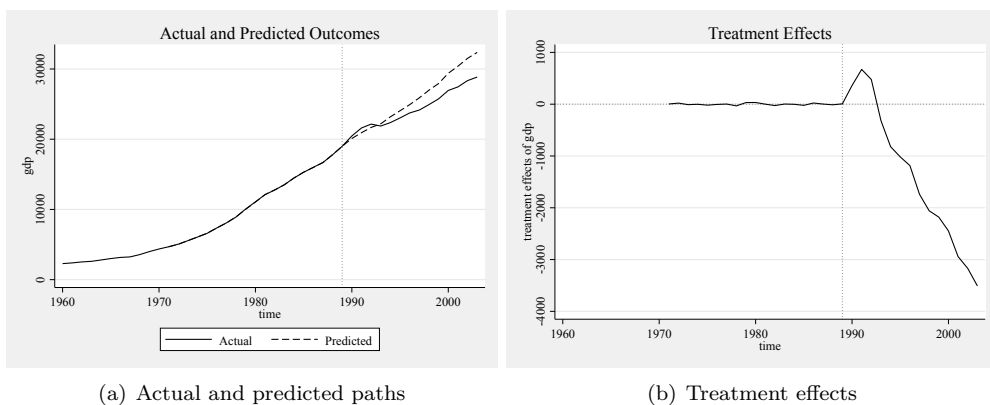 Actual and Predicted Outcomes
gdp
30000
20000
10000
0
1960 1970 1980 1990 2000
time
Actual Predicted
(a) Actual and predicted paths
Treatment Effects
treatment effects of gdp
1000
0
-1000
-2000
-3000
-4000
1960 1970 1980 1990 2000
time
(b) Treatment effects